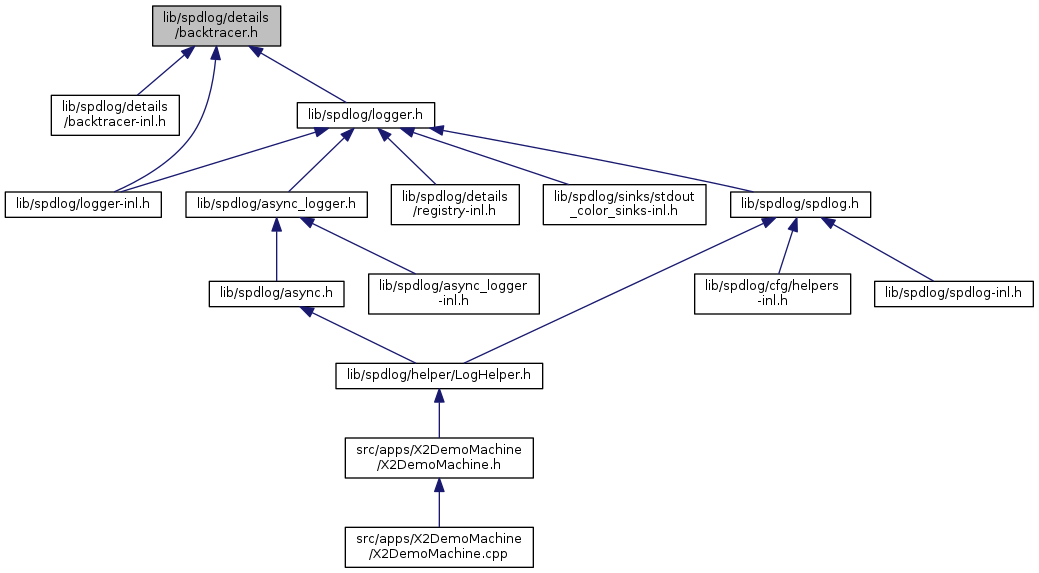 lib/spdlog/details
/backtracer.h
lib/spdlog/details
/backtracer-inl.h
lib/spdlog/logger.h
lib/spdlog/logger-inl.h
lib/spdlog/async_logger.h
lib/spdlog/details
/registry-inl.h
lib/spdlog/sinks/stdout
_color_sinks-inl.h
lib/spdlog/spdlog.h
lib/spdlog/async.h
lib/spdlog/async_logger
-inl.h
lib/spdlog/cfg/helpers
-inl.h
lib/spdlog/spdlog-inl.h
lib/spdlog/helper/LogHelper.h
src/apps/X2DemoMachine
/X2DemoMachine.h
src/apps/X2DemoMachine
/X2DemoMachine.cpp